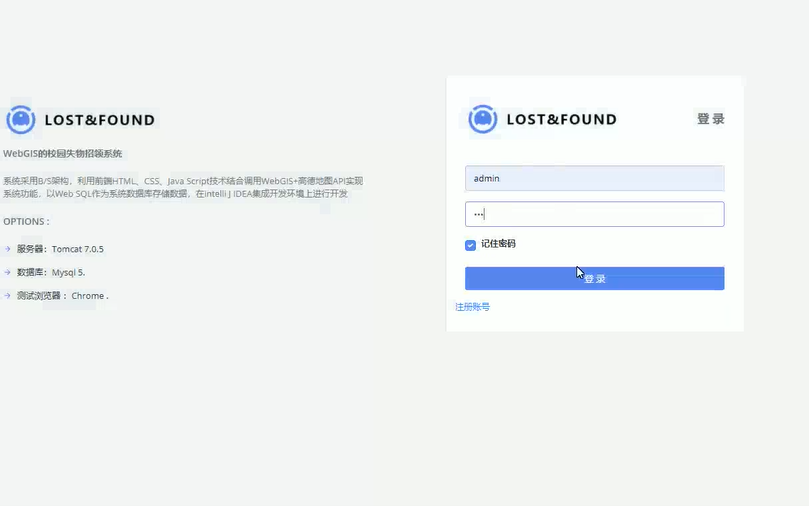 LOST&FOUND
WebGIS的校园失物招领系统
系统采用B/S架构，利用前端HTML、CSS、Java Script技术结合调用WebGIS+高德地图API实现
系统功能，以Web SQL作为系统数据库存储数据，在Intelli J IDEA集成开发环境上进行开发
OPTIONS :
服务器：Tomcat 7.0.5
数据库：Mysql 5.
测试浏览器 ：Chrome .
LOST&FOUND
登 录
admin
•••
记住密码
登 录
注册账号